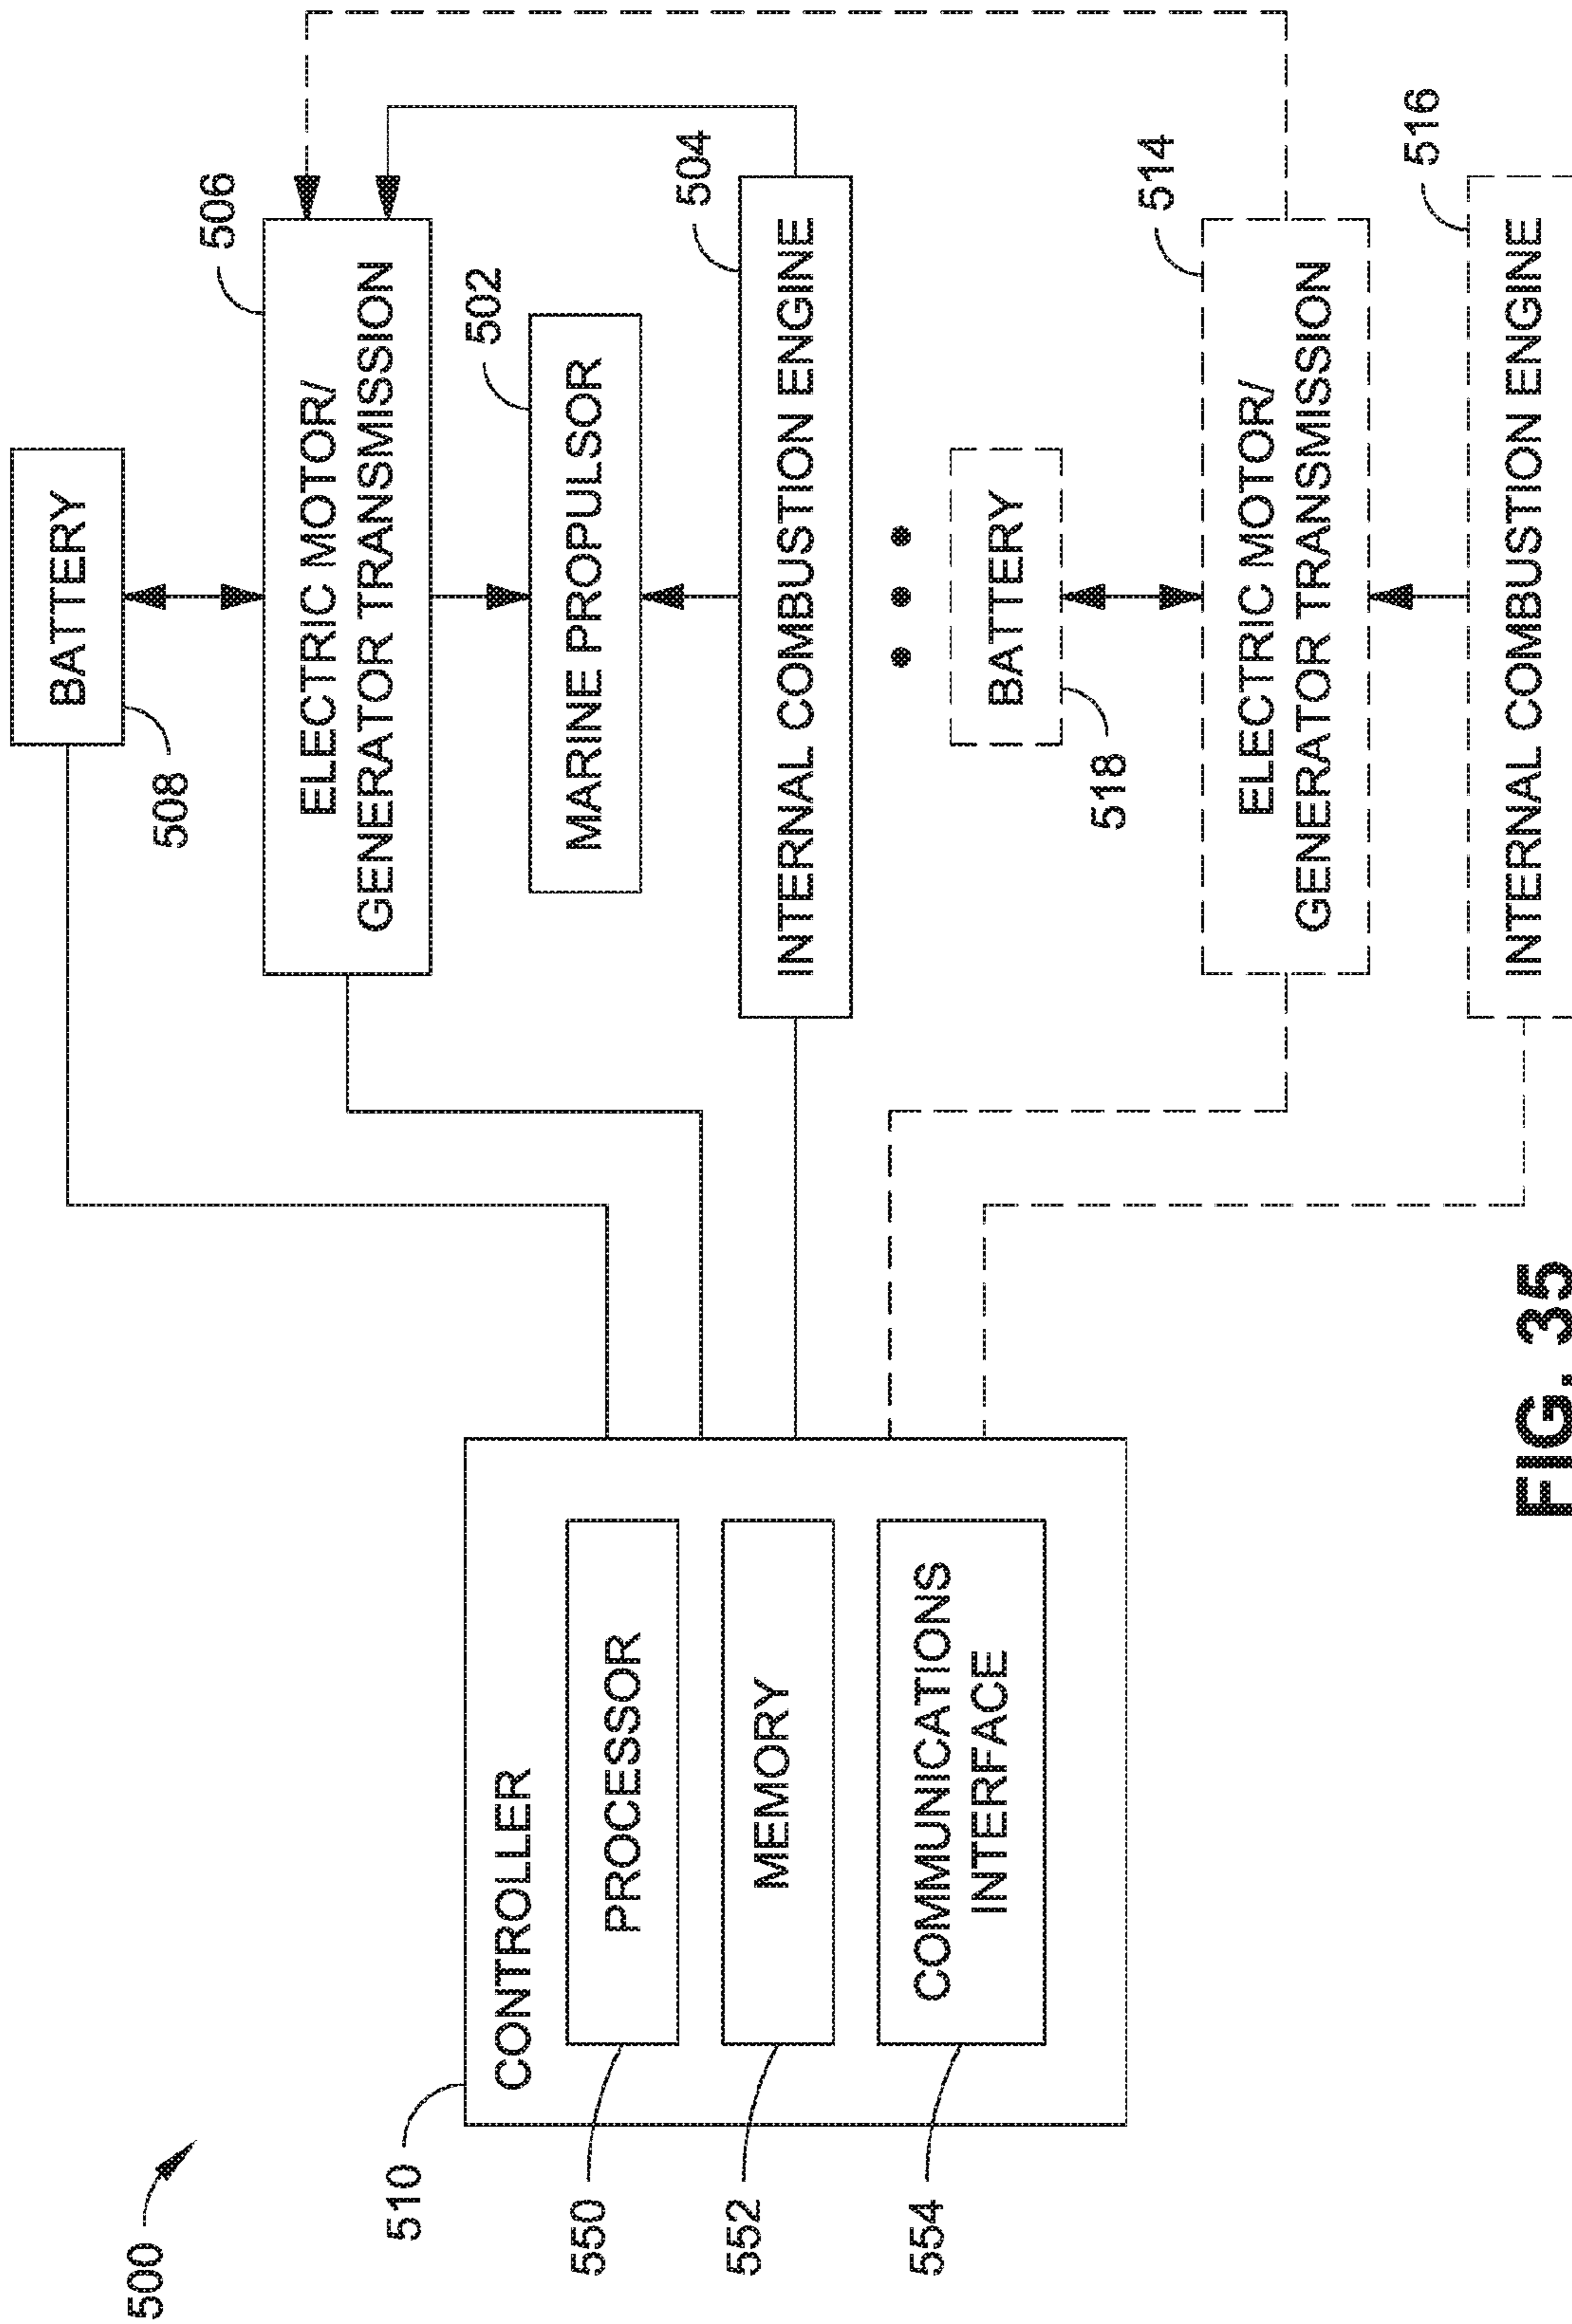 500
510
CONTROLLER
550
PROCESSOR
552
MEMORY
554
COMMUNICATIONS
INTERFACE
BATTERY
508
506
ELECTRIC MOTOR/
GENERATOR TRANSMISSION
502
MARINE PROPULSOR
504
INTERNAL COMBUSTION ENGINE
BATTERY
518
514
ELECTRIC MOTOR/
GENERATOR TRANSMISSION
516
INTERNAL COMBUSTION ENGINE
FIG. 35